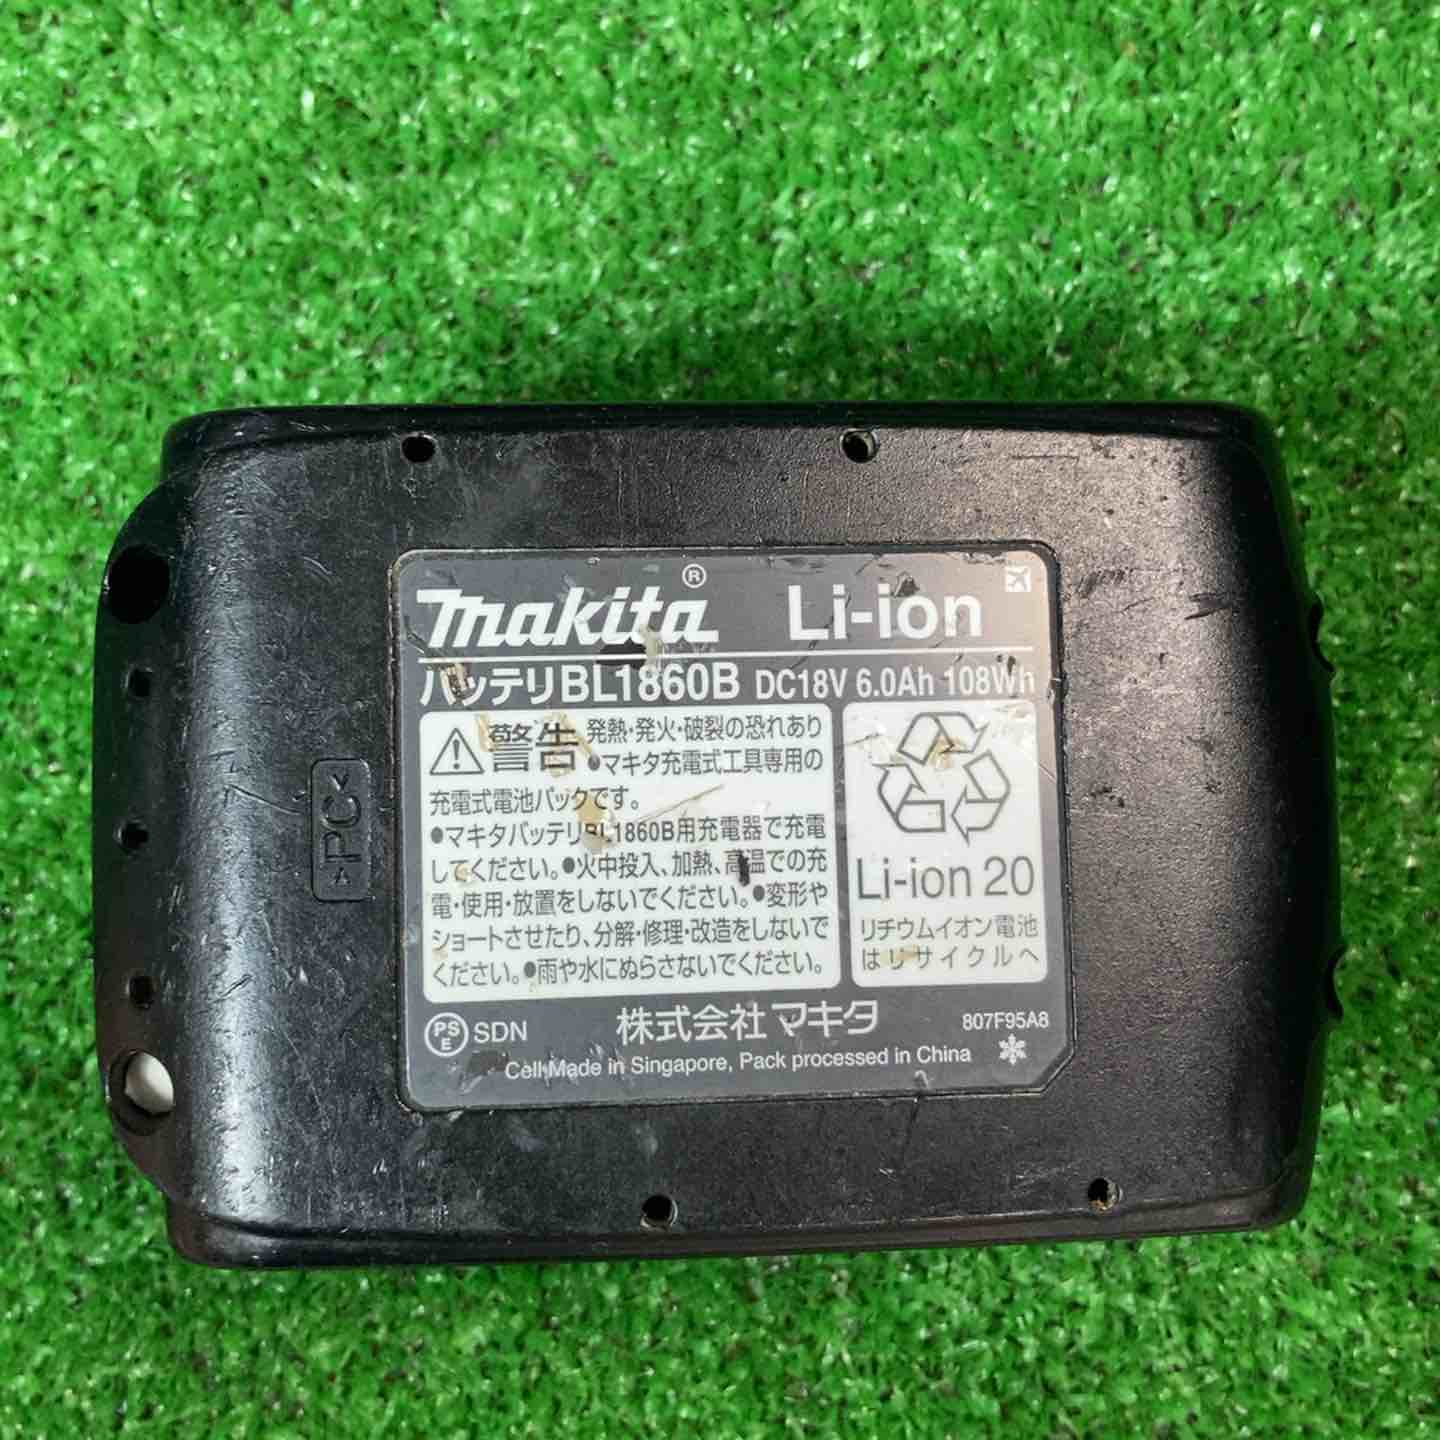 makita® Li-ion
バッテリBL1860B DC18V 6.0Ah 108Wh
警告 発熱・発火・破裂の恐れあり
●マキタ充電式工具専用の
充電式電池パックです。
●マキタバッテリBL1860B用充電器で充電
してください。●火中投入、加熱、高温での充
電・使用・放置をしないでください。●変形や
ショートさせたり、分解・修理・改造をしないで
ください。●雨や水にぬらさないでください。
Li-ion 20
リチウムイオン電池
はリサイクルへ
PSE SDN 株式会社マキタ 807F95A8
Cell Made in Singapore, Pack processed in China
>PC<